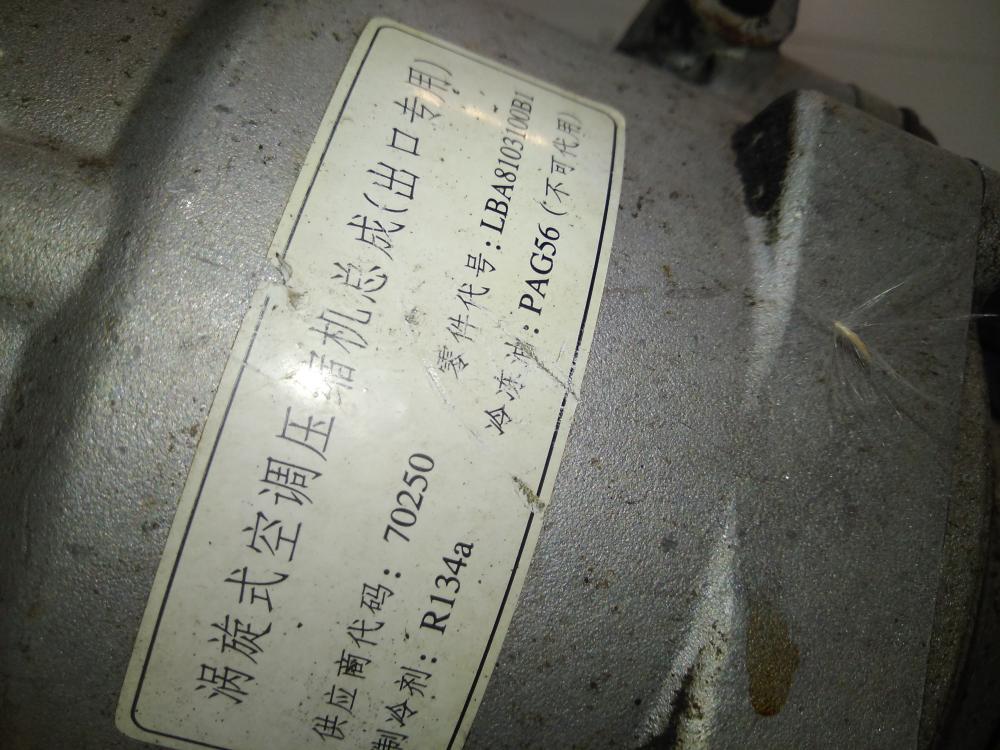 涡旋式空调压缩机总成(出口专用)
供应商代码：70250 零件代号：LBA8103100B1
制冷剂：R134a 冷冻油：PAG56(不可代用)